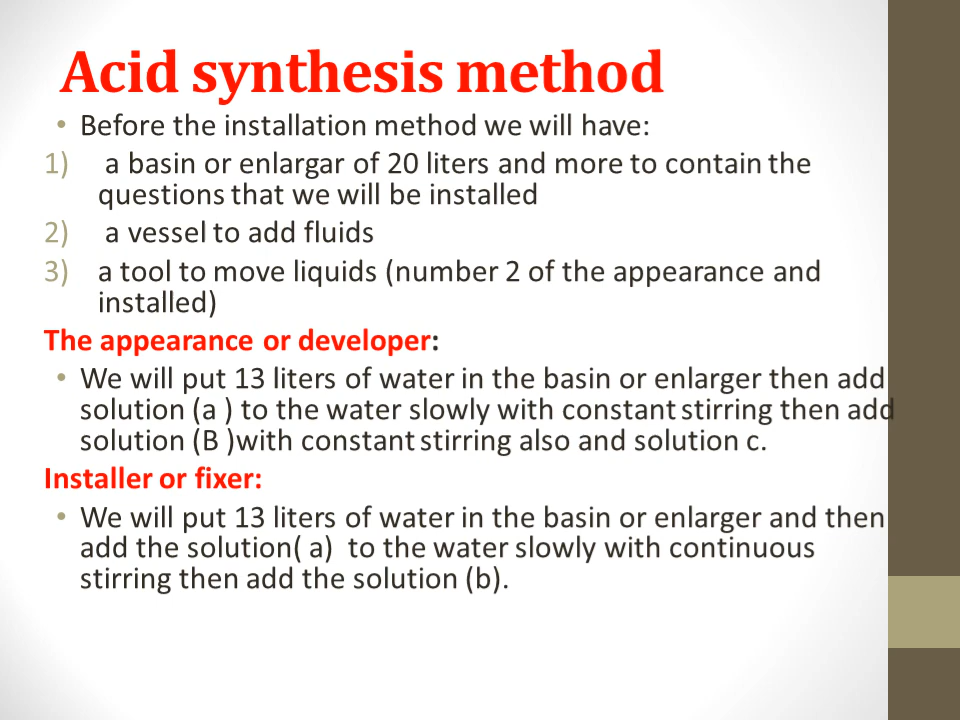 Acid synthesis method
• Before the installation method we will have:
1) a basin or enlargar of 20 liters and more to contain the
questions that we will be installed
2) a vessel to add fluids
3) a tool to move liquids (number 2 of the appearance and
installed)
The appearance or developer:
• We will put 13 liters of water in the basin or enlarger then add
solution (a ) to the water slowly with constant stirring then add
solution (B )with constant stirring also and solution c.
Installer or fixer:
• We will put 13 liters of water in the basin or enlarger and then
add the solution( a) to the water slowly with continuous
stirring then add the solution (b).